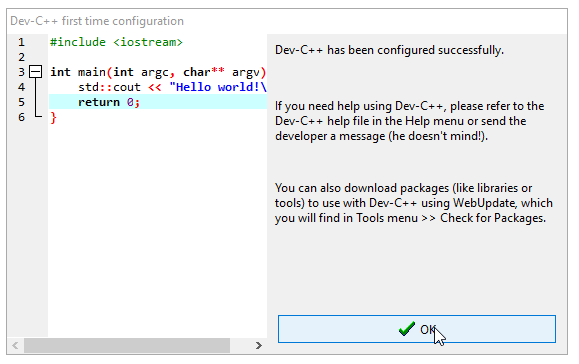 Dev-C++ first time configuration
1 #include <iostream>
2
3 int main(int argc, char** argv)
4 std::cout << "Hello world!\
5 return 0;
6 }
Dev-C++ has been configured successfully.
If you need help using Dev-C++, please refer to the
Dev-C++ help file in the Help menu or send the
developer a message (he doesn't mind!).
You can also download packages (like libraries or
tools) to use with Dev-C++ using WebUpdate, which
you will find in Tools menu >> Check for Packages.
OK